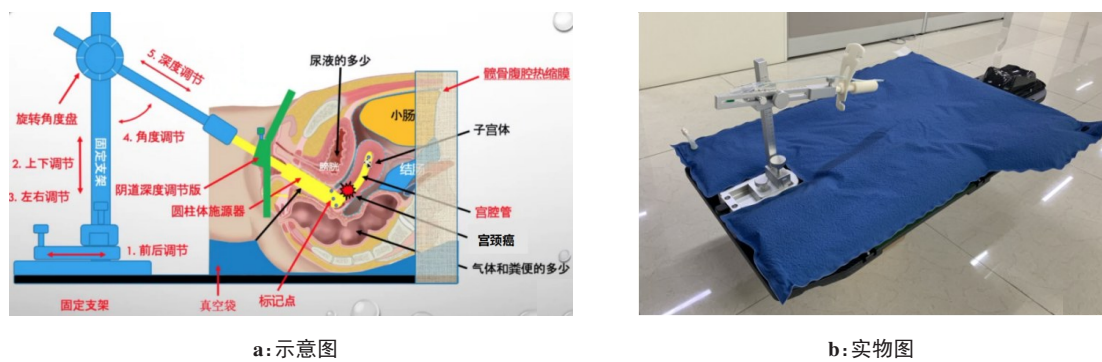 5. 深度调节
尿液的多少
髂骨腹腔热缩膜
小肠
旋转角度盘
4. 角度调节
子宫体
固定支架
膀胱
2. 上下调节
结肠
阴道深度调节版
3. 左右调节
圆柱体施源器
宫腔管
宫颈癌
1. 前后调节
气体和粪便的多少
固定支架
真空袋
标记点
a:示意图
b:实物图